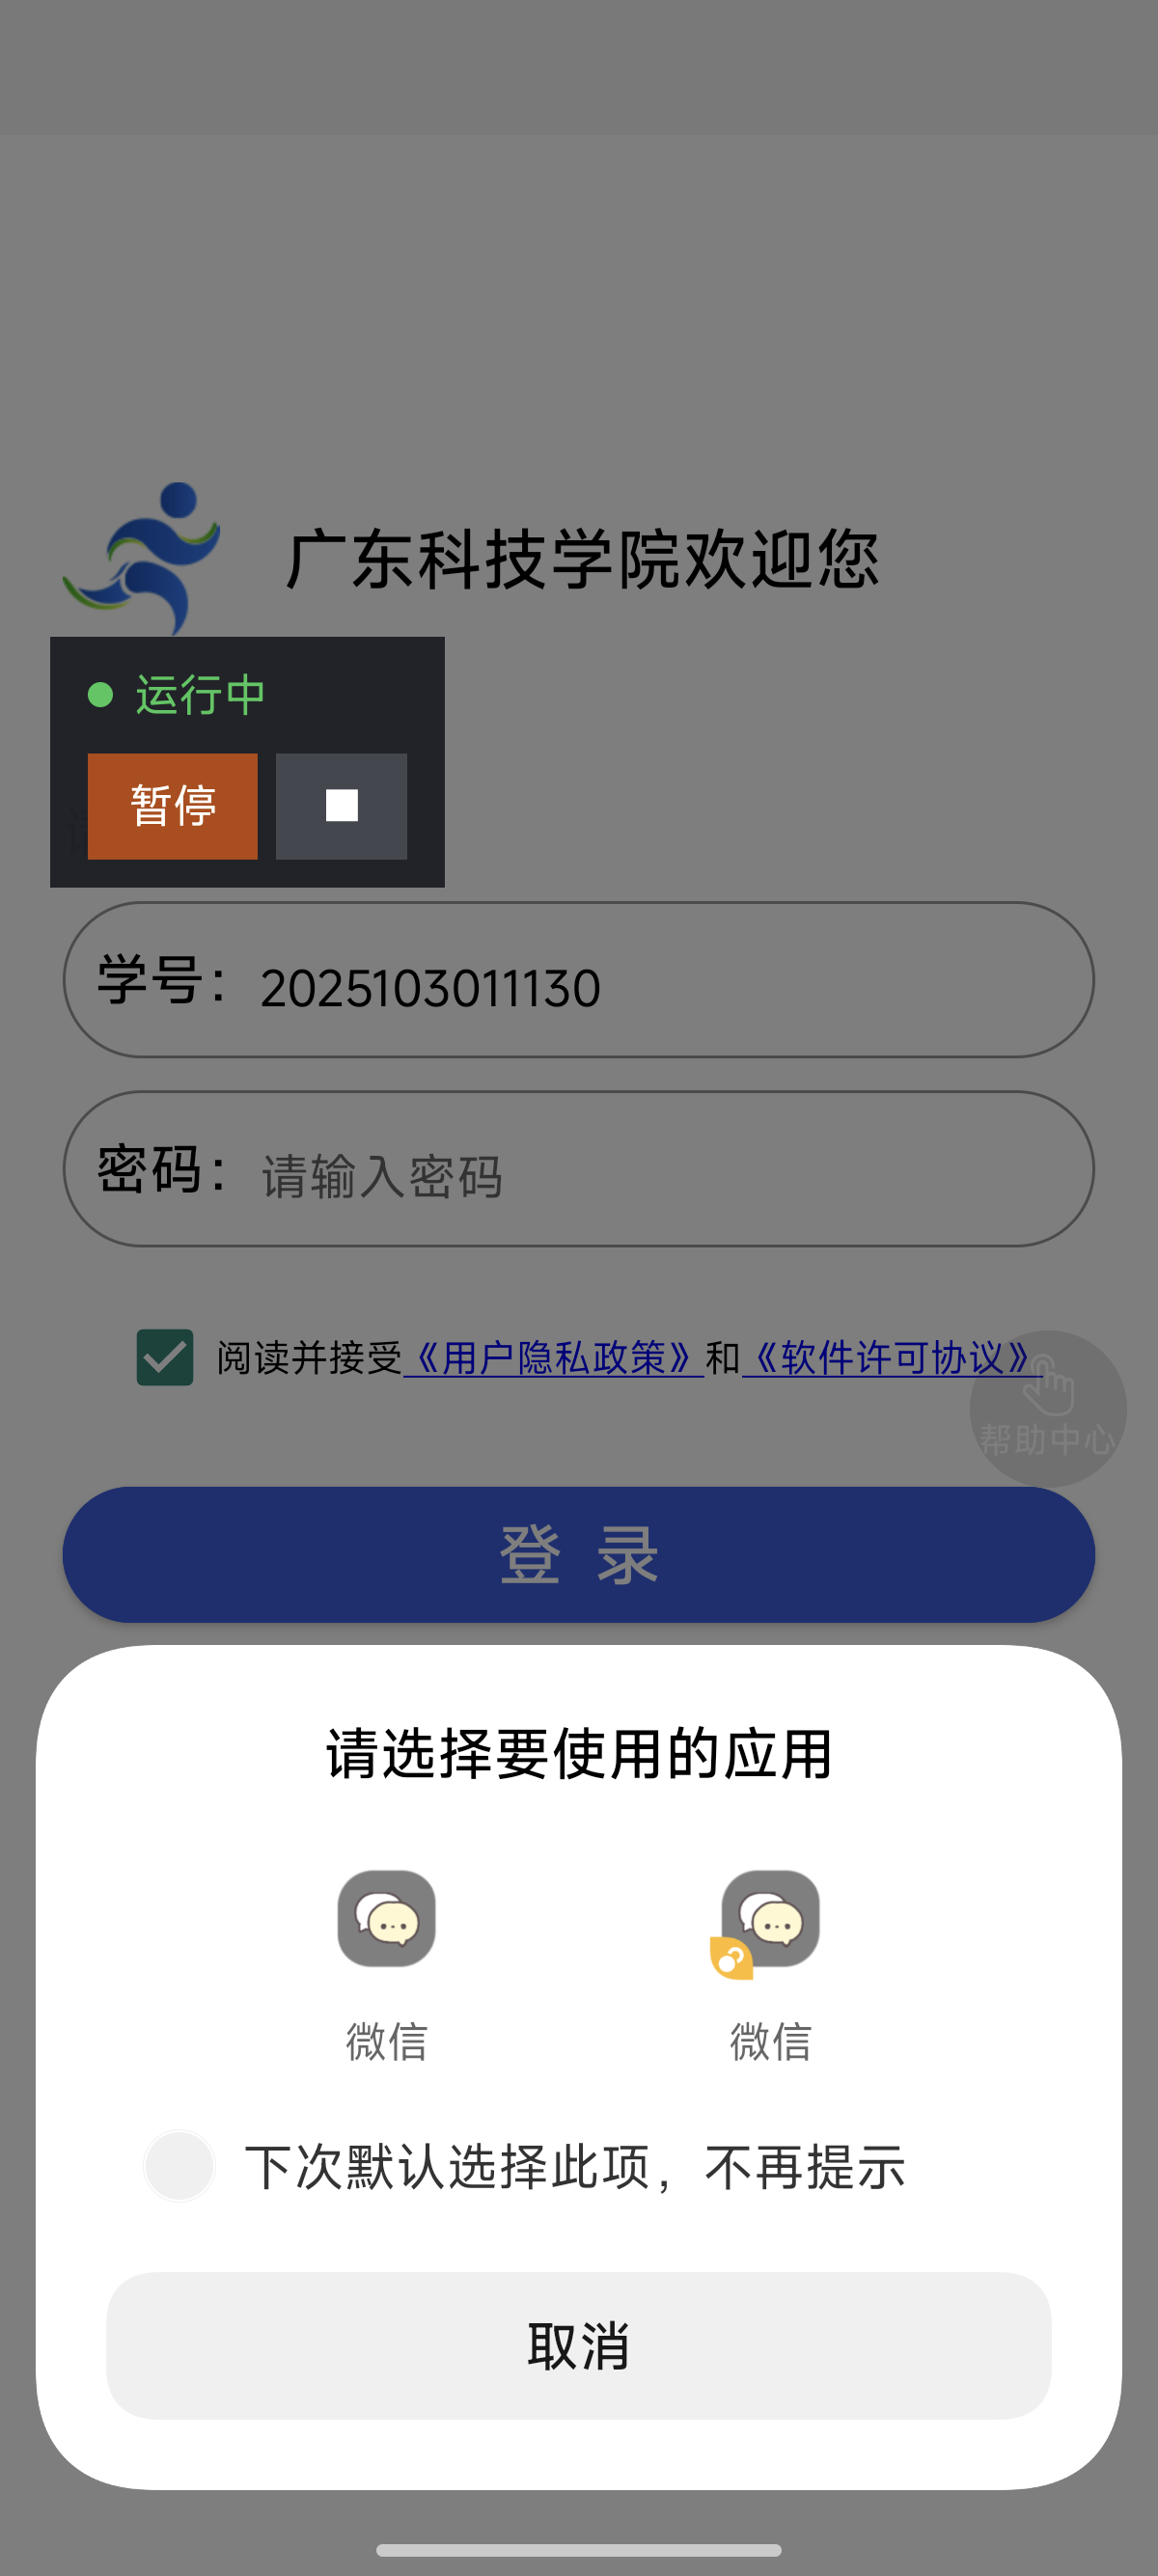 广东科技学院欢迎您
运行中
暂停
学号： 2025103011130
密码： 请输入密码
阅读并接受《用户隐私政策》和《软件许可协议》
帮助中心
登 录
请选择要使用的应用
微信 微信
下次默认选择此项，不再提示
取消